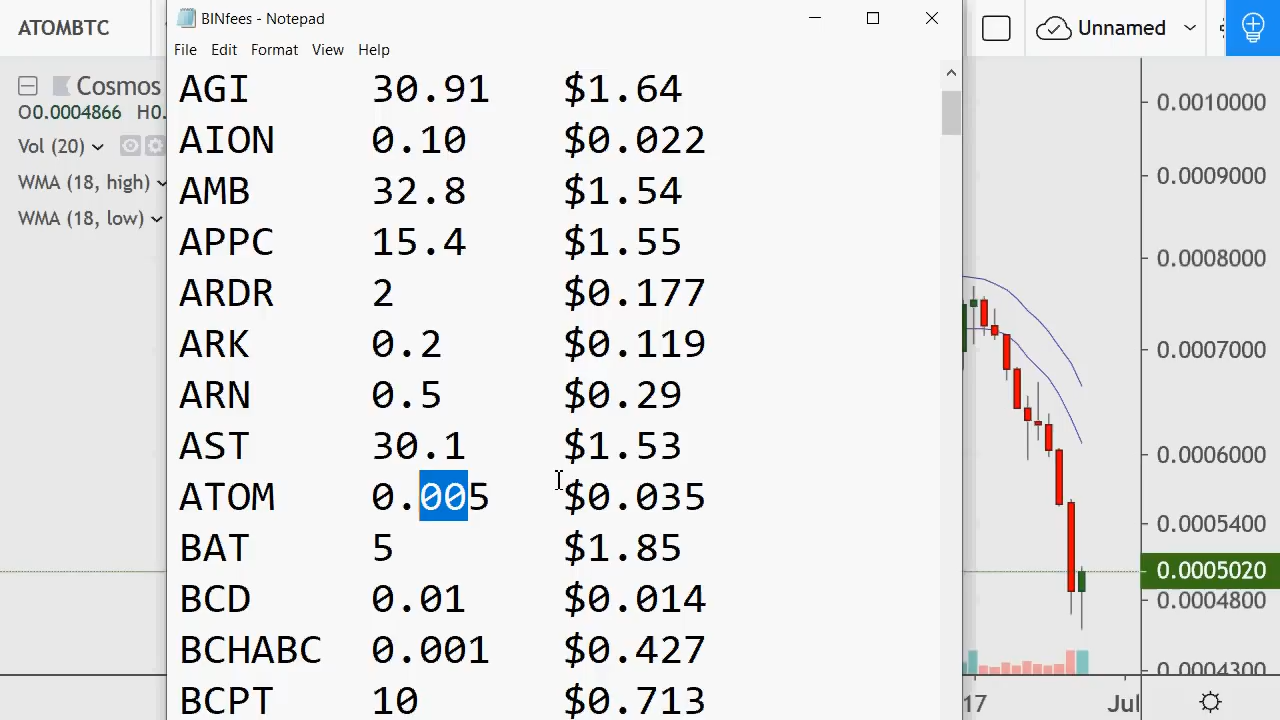 ATOMBTC
Cosmos
O0.0004866 H0.
Vol (20)
WMA (18, high)
WMA (18, low)
BINfees - Notepad
File Edit Format View Help
AGI 30.91 $1.64
AION 0.10 $0.022
AMB 32.8 $1.54
APPC 15.4 $1.55
ARDR 2 $0.177
ARK 0.2 $0.119
ARN 0.5 $0.29
AST 30.1 $1.53
ATOM 0.005 $0.035
BAT 5 $1.85
BCD 0.01 $0.014
BCHABC 0.001 $0.427
BCPT 10 $0.713
Unnamed
0.0010000
0.0009000
0.0008000
0.0007000
0.0006000
0.0005400
0.0005020
0.0004800
0.0004300
17 Jul